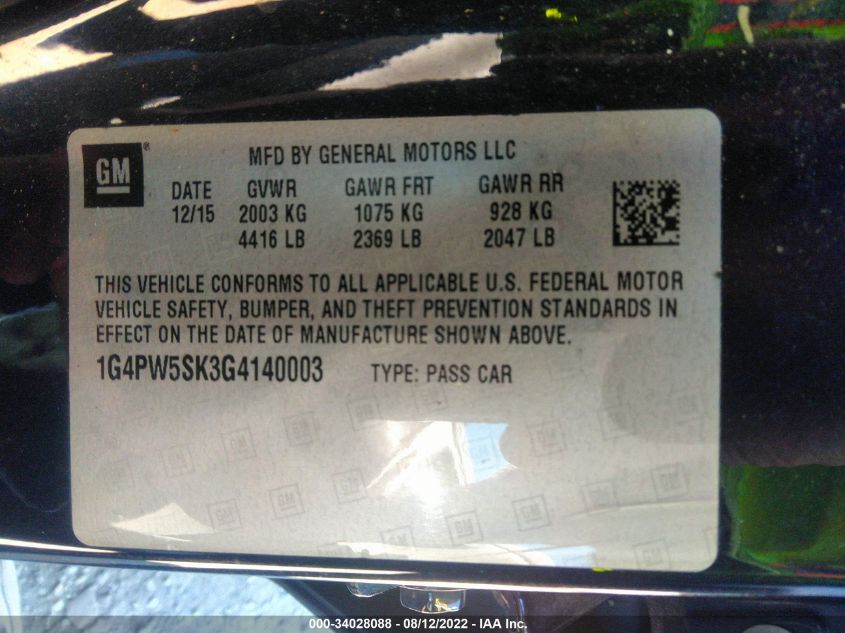 GM ®
MFD BY GENERAL MOTORS LLC
DATE GVWR GAWR FRT GAWR RR
12/15 2003 KG 1075 KG 928 KG
4416 LB 2369 LB 2047 LB
THIS VEHICLE CONFORMS TO ALL APPLICABLE U.S. FEDERAL MOTOR
VEHICLE SAFETY, BUMPER, AND THEFT PREVENTION STANDARDS IN
EFFECT ON THE DATE OF MANUFACTURE SHOWN ABOVE.
1G4PW5SK3G4140003 TYPE: PASS CAR
000-34028088 - 08/12/2022 - IAA Inc.